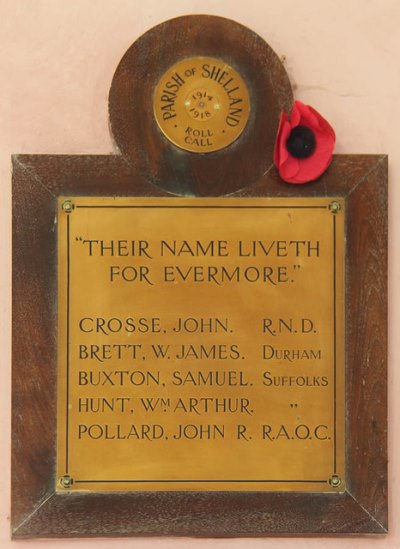 PARISH OF SHELLAND
1914
1918
ROLL
CALL
"THEIR NAME LIVETH
FOR EVERMORE."
CROSSE, JOHN. R.N.D.
BRETT, W. JAMES. DURHAM
BUXTON, SAMUEL. SUFFOLKS
HUNT, WM ARTHUR. "
POLLARD, JOHN R. R.A.O.C.